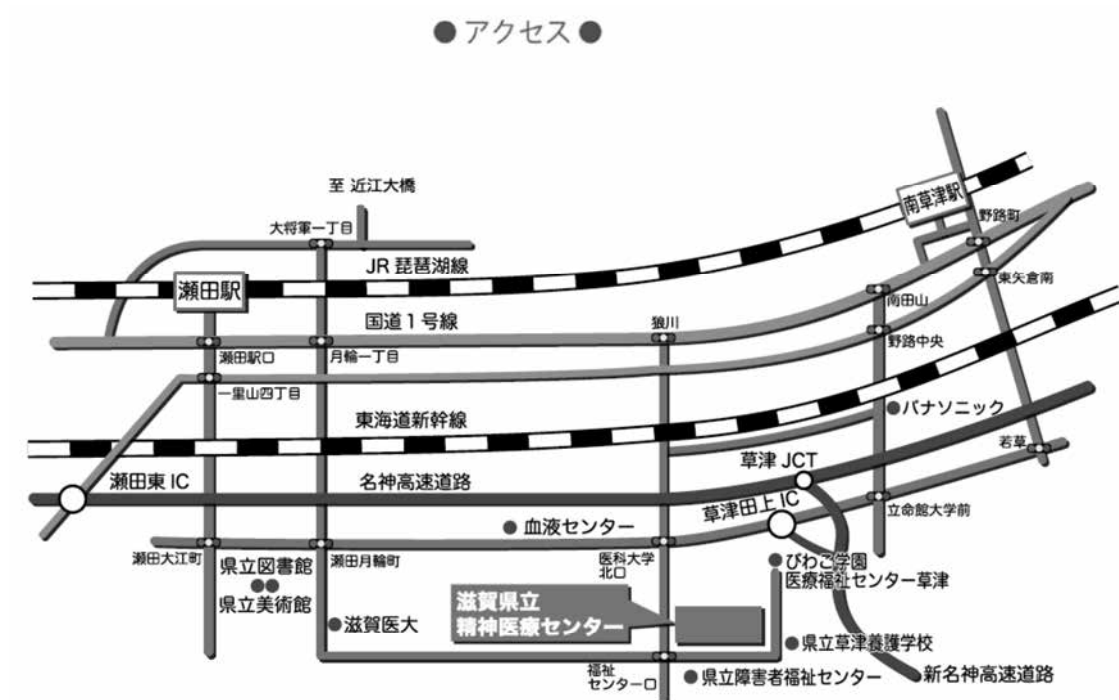 ● アクセス ●
至 近江大橋
大将軍一丁目
南草津駅
野路町
JR 琵琶湖線
瀬田駅
東矢倉南
南田山
国道1号線
狼川
瀬田駅口
月輪一丁目
野路中央
一里山四丁目
東海道新幹線
パナソニック
若草
草津 JCT
瀬田東 IC
名神高速道路
草津田上 IC
立命館大学前
血液センター
瀬田大江町
瀬田月輪町
医科大学
北口
県立図書館
県立美術館
びわこ学園
医療福祉センター草津
滋賀県立
精神医療センター
滋賀医大
県立草津養護学校
福祉
センター口
県立障害者福祉センター
新名神高速道路